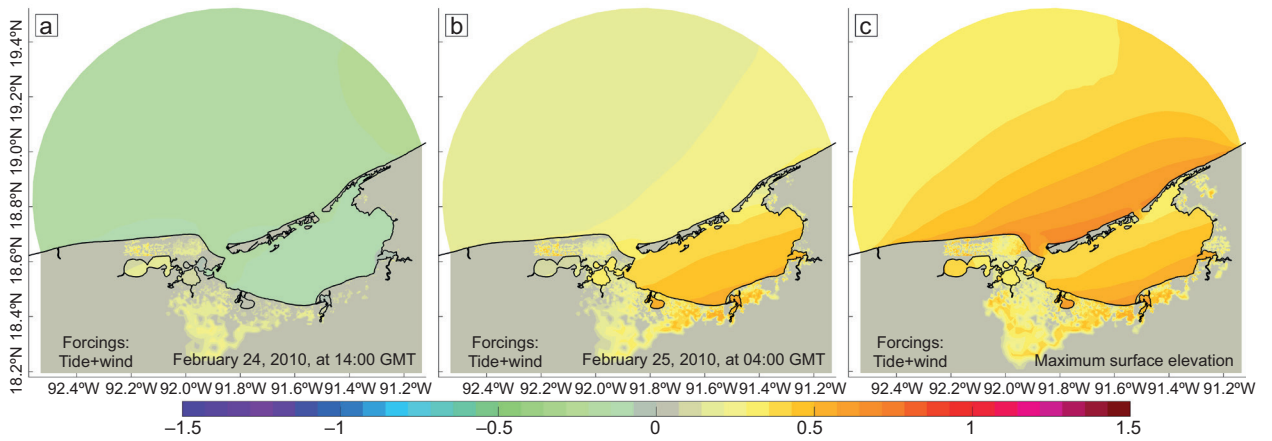 a
b
c
19.4ºN
19.2ºN
19.0ºN
18.8ºN
18.6ºN
18.4ºN
18.2ºN
Forcings:
Tide+wind
February 24, 2010, at 14:00 GMT
Forcings:
Tide+wind
February 25, 2010, at 04:00 GMT
Forcings:
Tide+wind
Maximum surface elevation
92.4ºW 92.2ºW 92.0ºW 91.8ºW 91.6ºW 91.4ºW 91.2ºW
92.4ºW 92.2ºW 92.0ºW 91.8ºW 91.6ºW 91.4ºW 91.2ºW
92.4ºW 92.2ºW 92.0ºW 91.8ºW 91.6ºW 91.4ºW 91.2ºW
–1.5 –1 –0.5 0 0.5 1 1.5